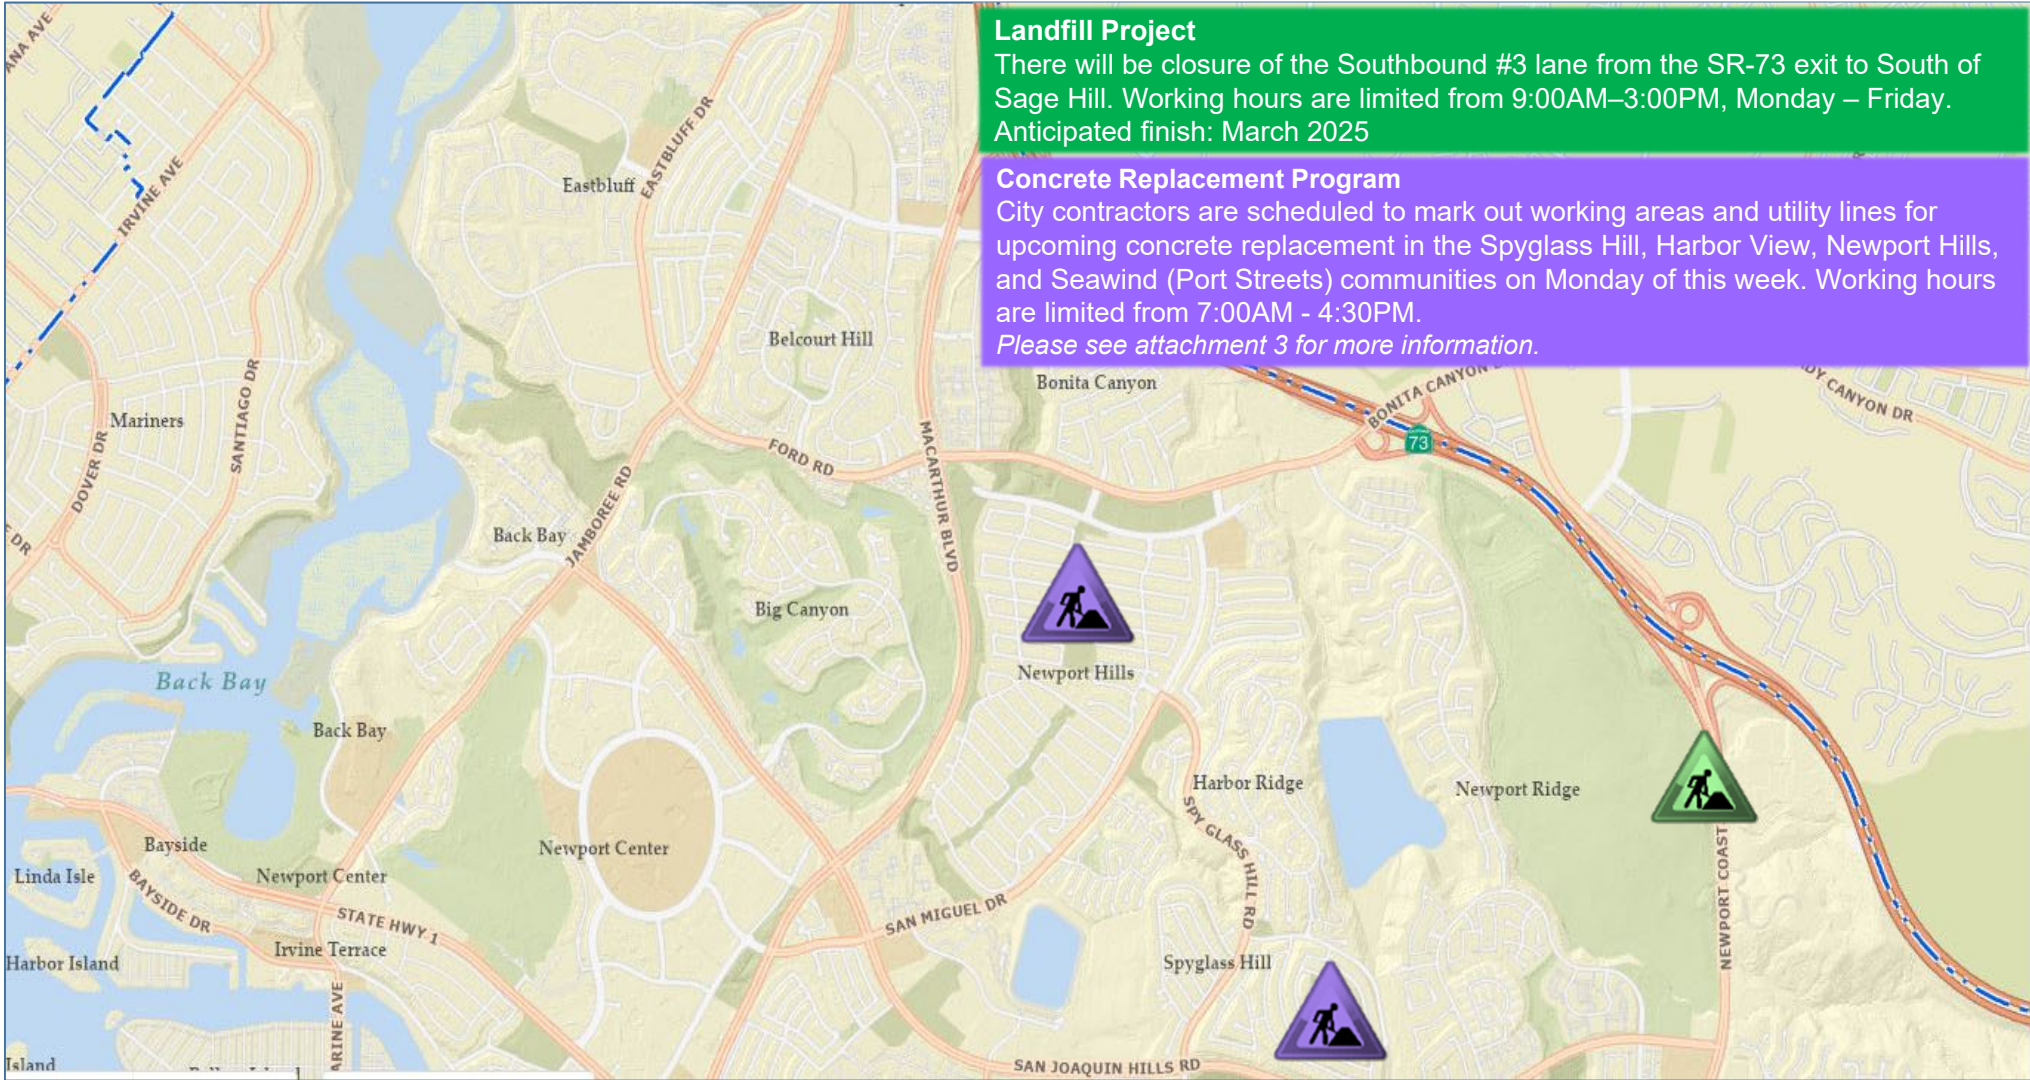 Landfill Project
There will be closure of the Southbound #3 lane from the SR-73 exit to South of
Sage Hill. Working hours are limited from 9:00AM–3:00PM, Monday – Friday.
Anticipated finish: March 2025
Concrete Replacement Program
City contractors are scheduled to mark out working areas and utility lines for
upcoming concrete replacement in the Spyglass Hill, Harbor View, Newport Hills,
and Seawind (Port Streets) communities on Monday of this week. Working hours
are limited from 7:00AM - 4:30PM.
Please see attachment 3 for more information.
ANA AVE
IRVINE AVE
EASTBLUFF DR
Eastbluff
Belcourt Hill
Bonita Canyon
BONITA CANYON
DY CANYON DR
73
Mariners
SANTIAGO DR
DOVER DR
DR
FORD RD
MACARTHUR BLVD
JAMBOREE RD
Back Bay
Big Canyon
Newport Hills
Back Bay
Back Bay
Harbor Ridge
Newport Ridge
SPY GLASS HILL RD
NEWPORT COAST
Bayside
Newport Center
Linda Isle
Newport Center
BAYSIDE DR
STATE HWY 1
SAN MIGUEL DR
Irvine Terrace
Harbor Island
Spyglass Hill
ARINE AVE
Island
SAN JOAQUIN HILLS RD